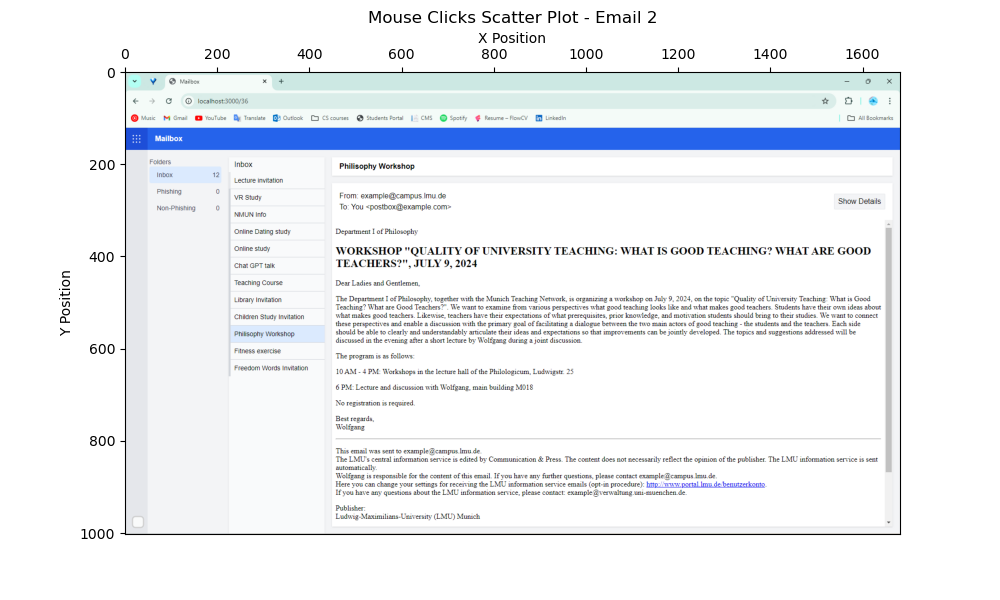 Mouse Clicks Scatter Plot - Email 2
X Position
0 200 400 600 800 1000 1200 1400 1600
Y Position
0
200
400
600
800
1000
Mailbox
localhost:3000/36
Music Gmail YouTube Translate Outlook CS courses Students Portal CMS Spotify Resume – FlowCV LinkedIn All Bookmarks
Mailbox
Folders
Inbox 12
Phishing 0
Non-Phishing 0
Inbox
Lecture invitation
VR Study
NMUN Info
Online Dating study
Online study
Chat GPT talk
Teaching Course
Library Invitation
Children Study Invitation
Philisophy Workshop
Fitness exercise
Freedom Words Invitation
Philisophy Workshop
From: example@campus.lmu.de
To: You <postbox@example.com>
Show Details
Department I of Philosophy
WORKSHOP "QUALITY OF UNIVERSITY TEACHING: WHAT IS GOOD TEACHING? WHAT ARE GOOD
TEACHERS?", JULY 9, 2024
Dear Ladies and Gentlemen,
The Department I of Philosophy, together with the Munich Teaching Network, is organizing a workshop on July 9, 2024, on the topic "Quality of University Teaching: What is Good
Teaching? What are Good Teachers?". We want to examine from various perspectives what good teaching looks like and what makes good teachers. Students have their own ideas about
what makes good teachers. Likewise, teachers have their expectations of what prerequisites, prior knowledge, and motivation students should bring to their studies. We want to connect
these perspectives and enable a discussion with the primary goal of facilitating a dialogue between the two main actors of good teaching - the students and the teachers. Each side
should be able to clearly and understandably articulate their ideas and expectations so that improvements can be jointly developed. The topics and suggestions addressed will be
discussed in the evening after a short lecture by Wolfgang during a joint discussion.
The program is as follows:
10 AM - 4 PM: Workshops in the lecture hall of the Philologicum, Ludwigstr. 25
6 PM: Lecture and discussion with Wolfgang, main building M018
No registration is required.
Best regards,
Wolfgang
This email was sent to example@campus.lmu.de.
The LMU's central information service is edited by Communication & Press. The content does not necessarily reflect the opinion of the publisher. The LMU information service is sent
automatically.
Wolfgang is responsible for the content of this email. If you have any further questions, please contact example@campus.lmu.de.
Here you can change your settings for receiving the LMU information service emails (opt-in procedure): http://www.portal.lmu.de/benutzerkonto.
If you have any questions about the LMU information service, please contact: example@verwaltung.uni-muenchen.de.
Publisher:
Ludwig-Maximilians-University (LMU) Munich